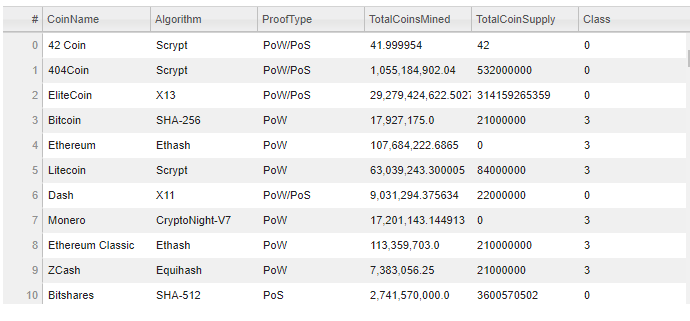 # CoinName Algorithm ProofType TotalCoinsMined TotalCoinSupply Class
0 42 Coin Scrypt PoW/PoS 41.999954 42 0
1 404Coin Scrypt PoW/PoS 1,055,184,902.04 532000000 0
2 EliteCoin X13 PoW/PoS 29,279,424,622.5027 314159265359 0
3 Bitcoin SHA-256 PoW 17,927,175.0 21000000 3
4 Ethereum Ethash PoW 107,684,222.6865 0 3
5 Litecoin Scrypt PoW 63,039,243.300005 84000000 3
6 Dash X11 PoW/PoS 9,031,294.375634 22000000 0
7 Monero CryptoNight-V7 PoW 17,201,143.144913 0 3
8 Ethereum Classic Ethash PoW 113,359,703.0 210000000 3
9 ZCash Equihash PoW 7,383,056.25 21000000 3
10 Bitshares SHA-512 PoS 2,741,570,000.0 3600570502 0